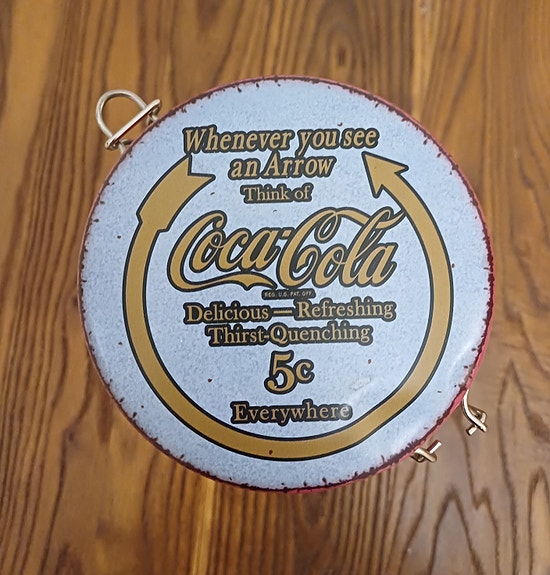 Whenever you see
an Arrow
Think of
Coca-Cola
REG. U.S. PAT. OFF.
Delicious — Refreshing
Thirst-Quenching
5c
Everywhere